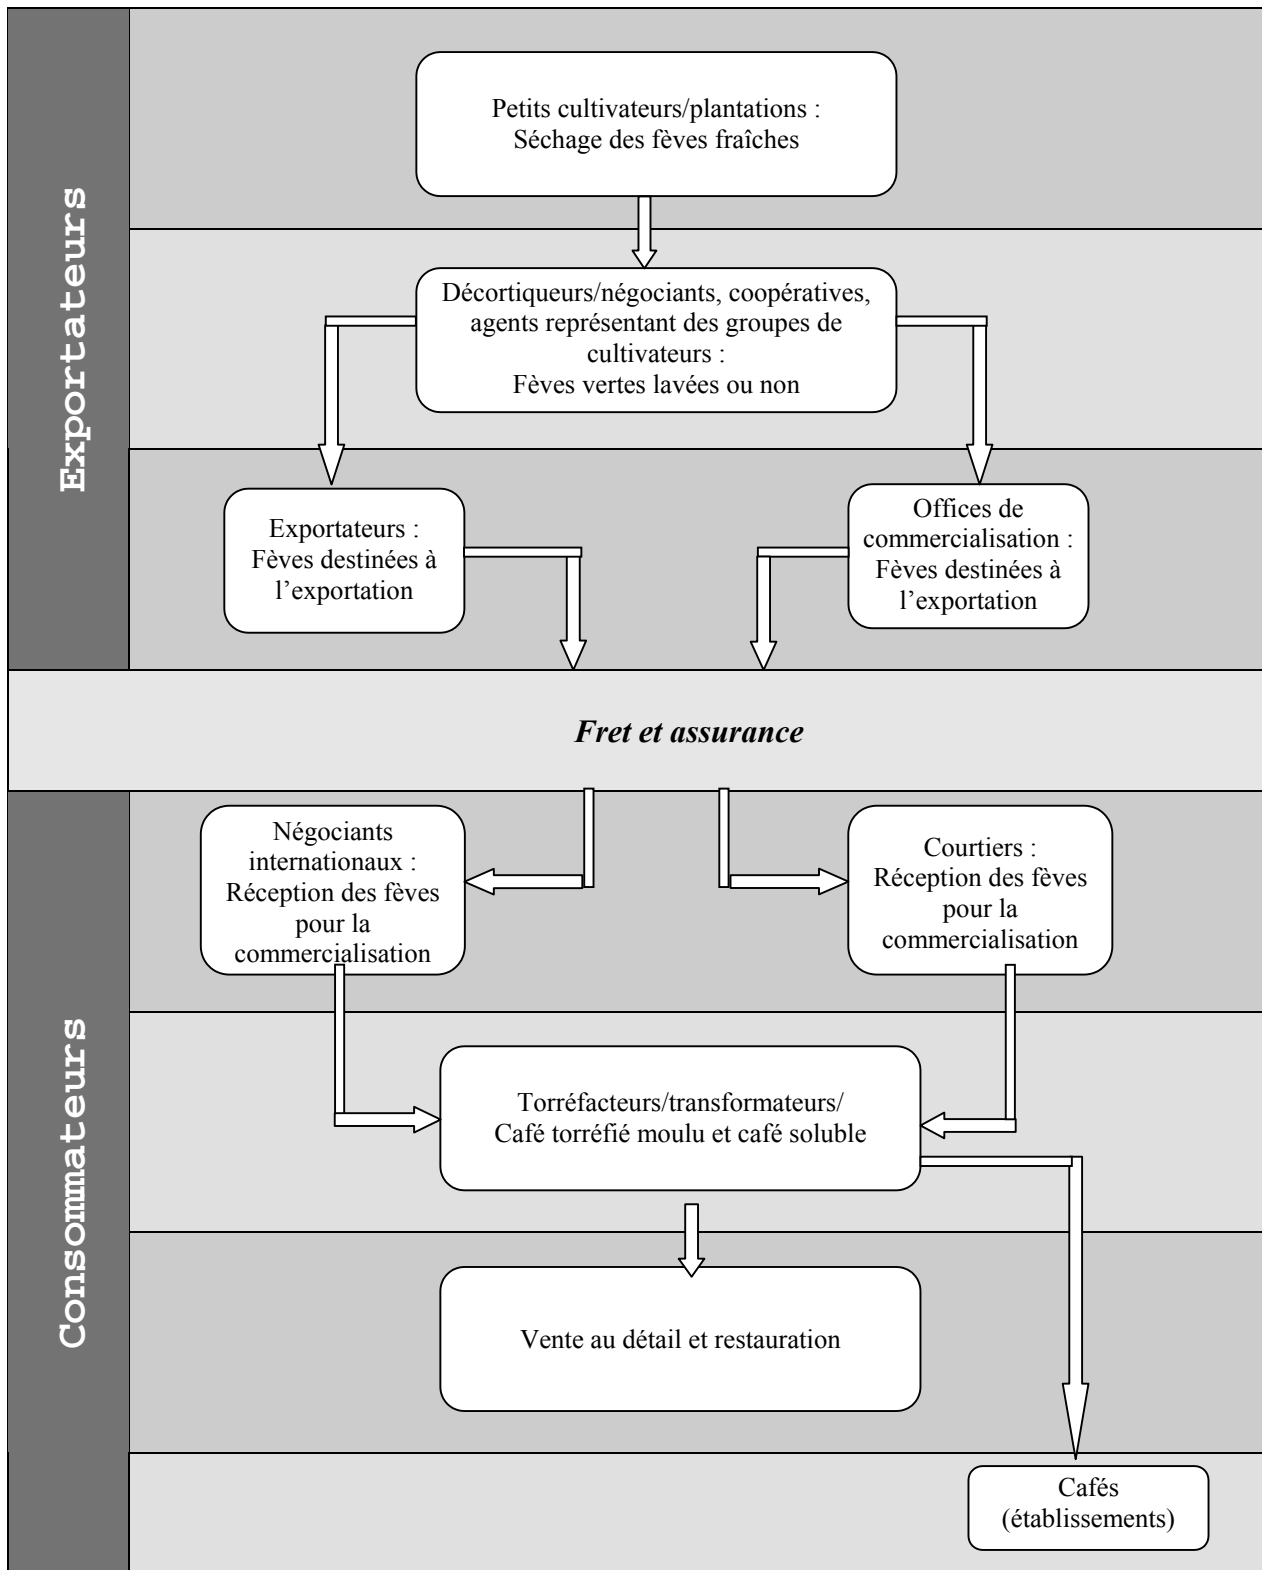 Exportateurs
Petits cultivateurs/plantations :
Séchage des fèves fraîches
Décortiqueurs/négociants, coopératives,
agents représentant des groupes de
cultivateurs :
Fèves vertes lavées ou non
Exportateurs :
Fèves destinées à
l’exportation
Offices de
commercialisation :
Fèves destinées à
l’exportation
Fret et assurance
Consommateurs
Négociants
internationaux :
Réception des fèves
pour la
commercialisation
Courtiers :
Réception des fèves
pour la
commercialisation
Torréfacteurs/transformateurs/
Café torréfié moulu et café soluble
Vente au détail et restauration
Cafés
(établissements)